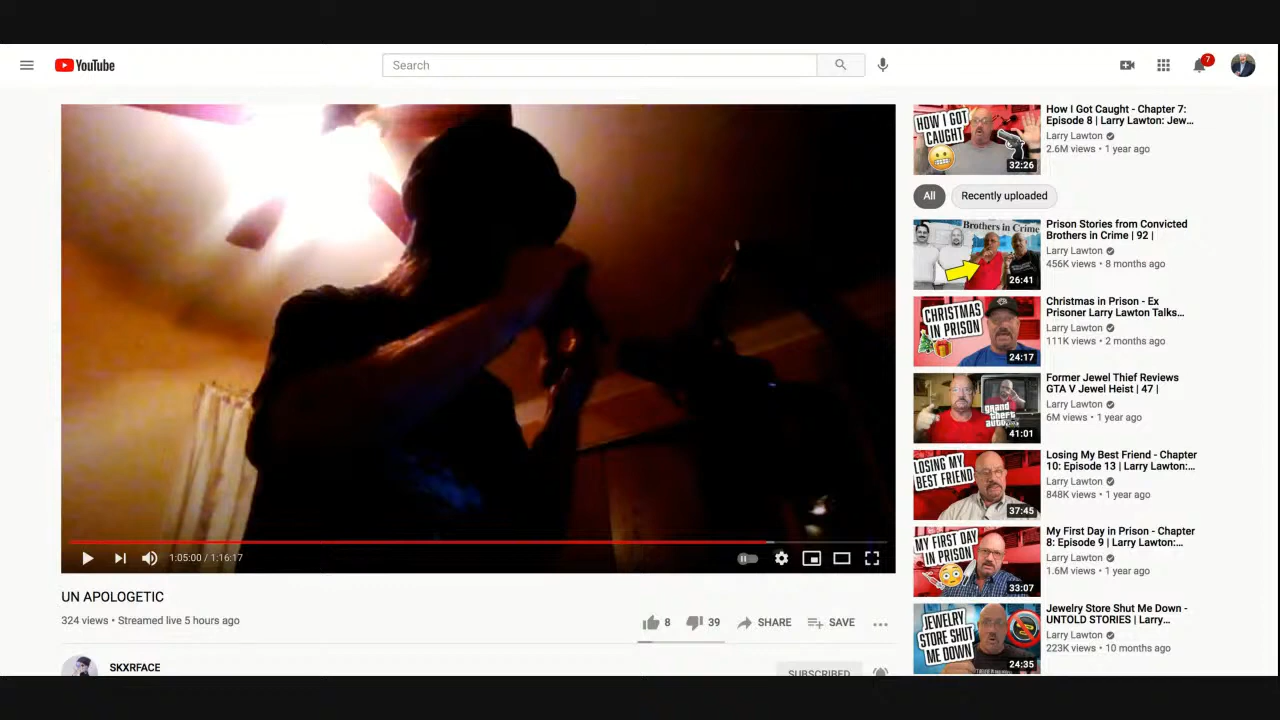 YouTube
Search
7
HOW I GOT
CAUGHT
32:26
How I Got Caught - Chapter 7:
Episode 8 | Larry Lawton: Jew...
Larry Lawton
2.6M views • 1 year ago
All
Recently uploaded
Brothers in Crime
26:41
Prison Stories from Convicted
Brothers in Crime | 92 |
Larry Lawton
456K views • 8 months ago
CHRISTMAS
IN PRISON
24:17
Christmas in Prison - Ex
Prisoner Larry Lawton Talks...
Larry Lawton
111K views • 2 months ago
grand
theft
auto
41:01
Former Jewel Thief Reviews
GTA V Jewel Heist | 47 |
Larry Lawton
6M views • 1 year ago
LOSING MY
BEST FRIEND
37:45
Losing My Best Friend - Chapter
10: Episode 13 | Larry Lawton:...
Larry Lawton
848K views • 1 year ago
MY FIRST DAY
IN PRISON
33:07
My First Day in Prison - Chapter
8: Episode 9 | Larry Lawton:...
Larry Lawton
1.6M views • 1 year ago
JEWELRY
STORE SHUT
ME DOWN
24:35
Jewelry Store Shut Me Down -
UNTOLD STORIES | Larry...
Larry Lawton
223K views • 10 months ago
1:05:00 / 1:16:17
UN APOLOGETIC
324 views • Streamed live 5 hours ago
8
39
SHARE
SAVE
SKXRFACE
SUBSCRIBED